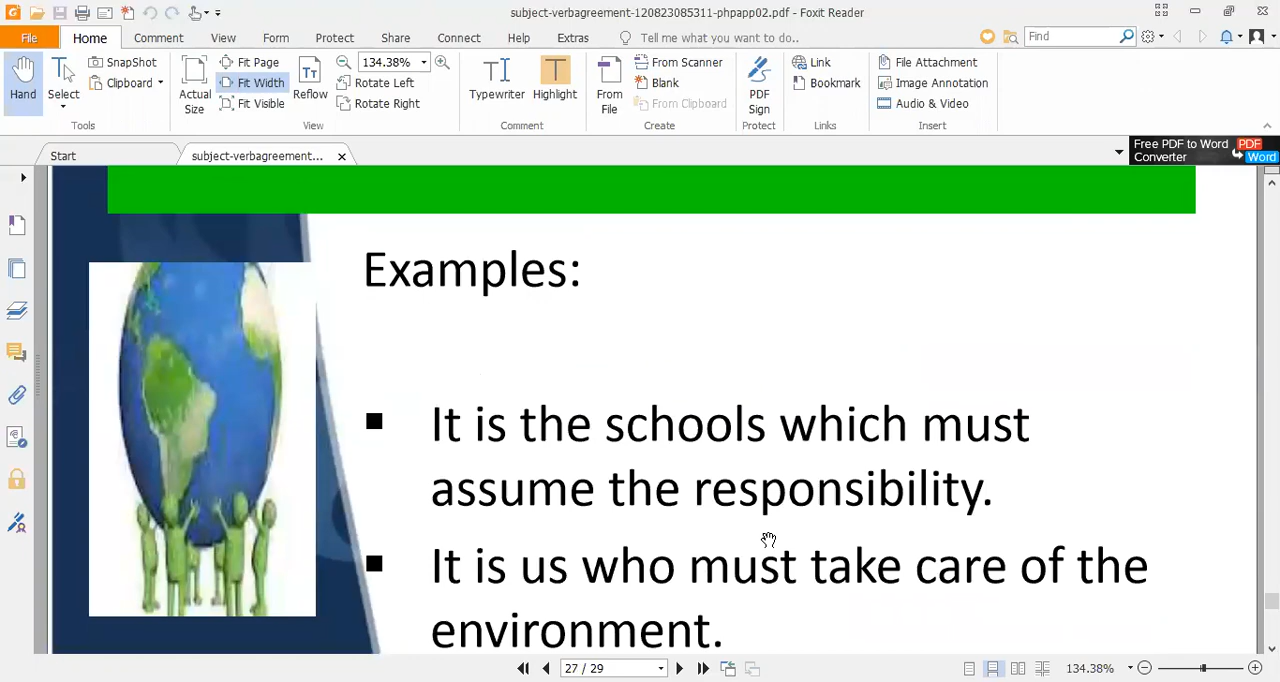 subject-verbagreement-120823085311-phpapp02.pdf - Foxit Reader
File Home Comment View Form Protect Share Connect Help Extras Tell me what you want to do.. Find
Hand Select SnapShot Clipboard Tools
Actual Size Fit Page Fit Width Fit Visible Reflow 134.38% Rotate Left Rotate Right View
Typewriter Highlight Comment
From File From Scanner Blank From Clipboard Create
PDF Sign Protect
Link Bookmark Links
File Attachment Image Annotation Audio & Video Insert
Start subject-verbagreement...
Free PDF to Word PDF
Converter Word
Examples:
It is the schools which must
assume the responsibility.
It is us who must take care of the
environment.
27 / 29 134.38%